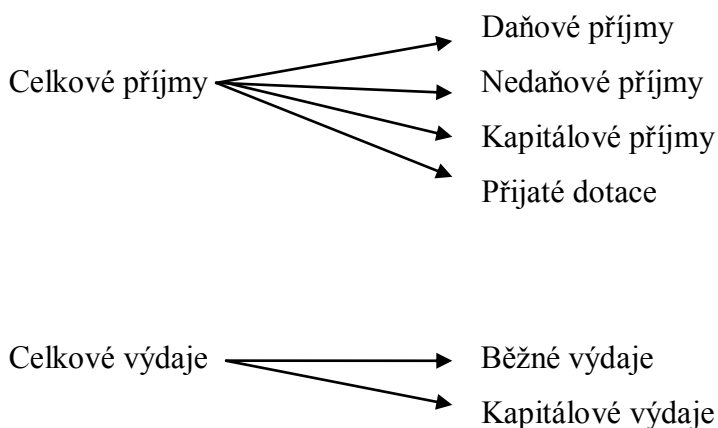 Daňové příjmy
Celkové příjmy
Nedaňové příjmy
Kapitálové příjmy
Přijaté dotace
Celkové výdaje
Běžné výdaje
Kapitálové výdaje